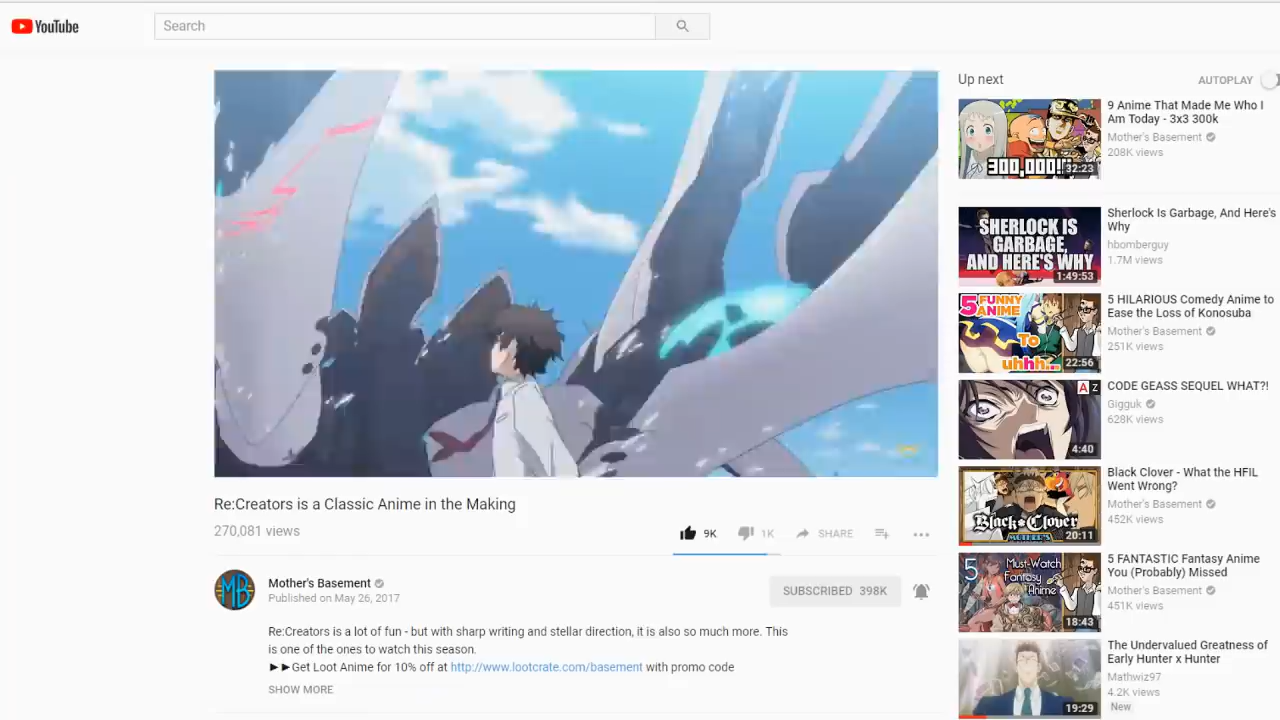 YouTube
Search
Up next
AUTOPLAY
300,000!!
32:23
9 Anime That Made Me Who I
Am Today - 3x3 300k
Mother's Basement
208K views
SHERLOCK IS
GARBAGE,
AND HERE'S WHY
1:49:53
Sherlock Is Garbage, And Here's
Why
hbomberguy
1.7M views
5 FUNNY
ANIME
To
uhhh...
22:56
5 HILARIOUS Comedy Anime to
Ease the Loss of Konosuba
Mother's Basement
251K views
A Z
4:40
CODE GEASS SEQUEL WHAT?!
Gigguk
628K views
Black Clover
MOTHER'S
20:11
Black Clover - What the HFIL
Went Wrong?
Mother's Basement
452K views
5 Must-Watch
Fantasy
Anime
18:43
5 FANTASTIC Fantasy Anime
You (Probably) Missed
Mother's Basement
451K views
19:29
The Undervalued Greatness of
Early Hunter x Hunter
Mathwiz97
4.2K views
New
Re:Creators is a Classic Anime in the Making
270,081 views
9K
1K
SHARE
MB
Mother's Basement
Published on May 26, 2017
SUBSCRIBED 398K
Re:Creators is a lot of fun - but with sharp writing and stellar direction, it is also so much more. This
is one of the ones to watch this season.
►►Get Loot Anime for 10% off at http://www.lootcrate.com/basement with promo code
SHOW MORE